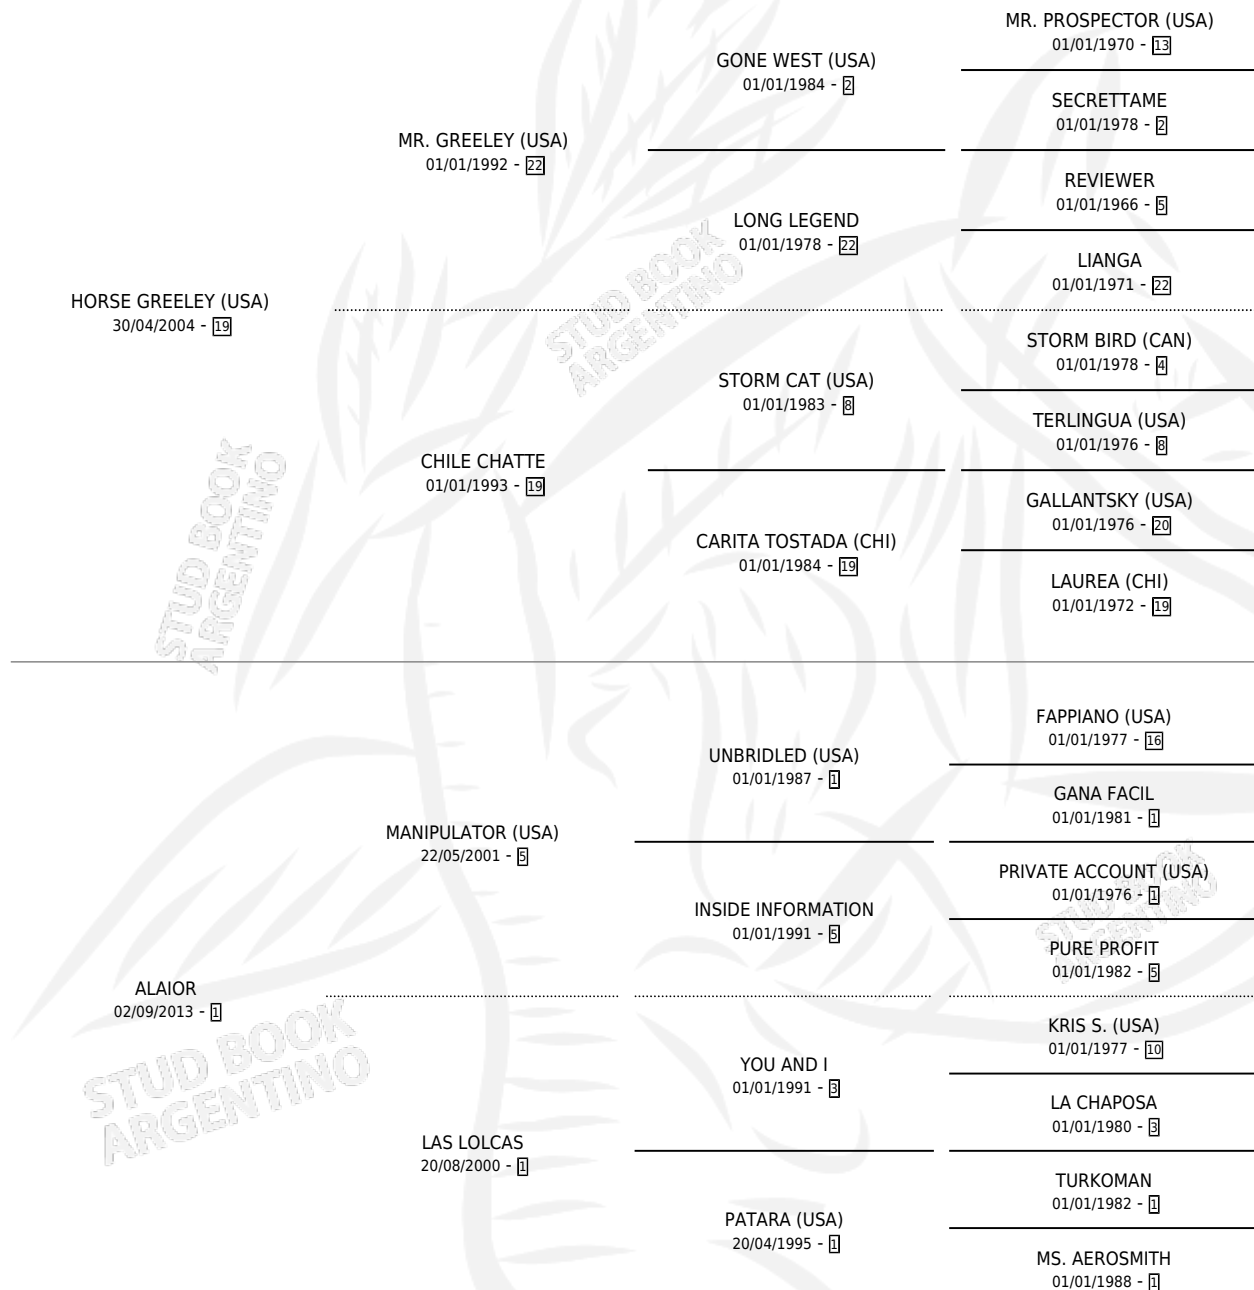 MR. PROSPECTOR (USA)
01/01/1970 - 13
GONE WEST (USA)
01/01/1984 - 2
SECRETTAME
01/01/1978 - 2
MR. GREELEY (USA)
01/01/1992 - 22
REVIEWER
01/01/1966 - 5
LONG LEGEND
01/01/1978 - 22
LIANGA
01/01/1971 - 22
HORSE GREELEY (USA)
30/04/2004 - 19
STUD BOOK
ARGENTINO
STORM BIRD (CAN)
01/01/1978 - 4
STORM CAT (USA)
01/01/1983 - 8
TERLINGUA (USA)
01/01/1976 - 8
CHILE CHATTE
01/01/1993 - 19
GALLANTSKY (USA)
01/01/1976 - 20
CARITA TOSTADA (CHI)
01/01/1984 - 19
LAUREA (CHI)
01/01/1972 - 19
STUD BOOK
ARGENTINO
FAPPIANO (USA)
01/01/1977 - 16
UNBRIDLED (USA)
01/01/1987 - 1
GANA FACIL
01/01/1981 - 1
MANIPULATOR (USA)
22/05/2001 - 5
PRIVATE ACCOUNT (USA)
01/01/1976 - 1
INSIDE INFORMATION
01/01/1991 - 5
STUD BOOK
ARGENTINO
PURE PROFIT
01/01/1982 - 5
ALAIOR
02/09/2013 - 1
KRIS S. (USA)
01/01/1977 - 10
STUD BOOK
ARGENTINO
YOU AND I
01/01/1991 - 3
LA CHAPOSA
01/01/1980 - 3
LAS LOLCAS
20/08/2000 - 1
TURKOMAN
01/01/1982 - 1
PATARA (USA)
20/04/1995 - 1
MS. AEROSMITH
01/01/1988 - 1